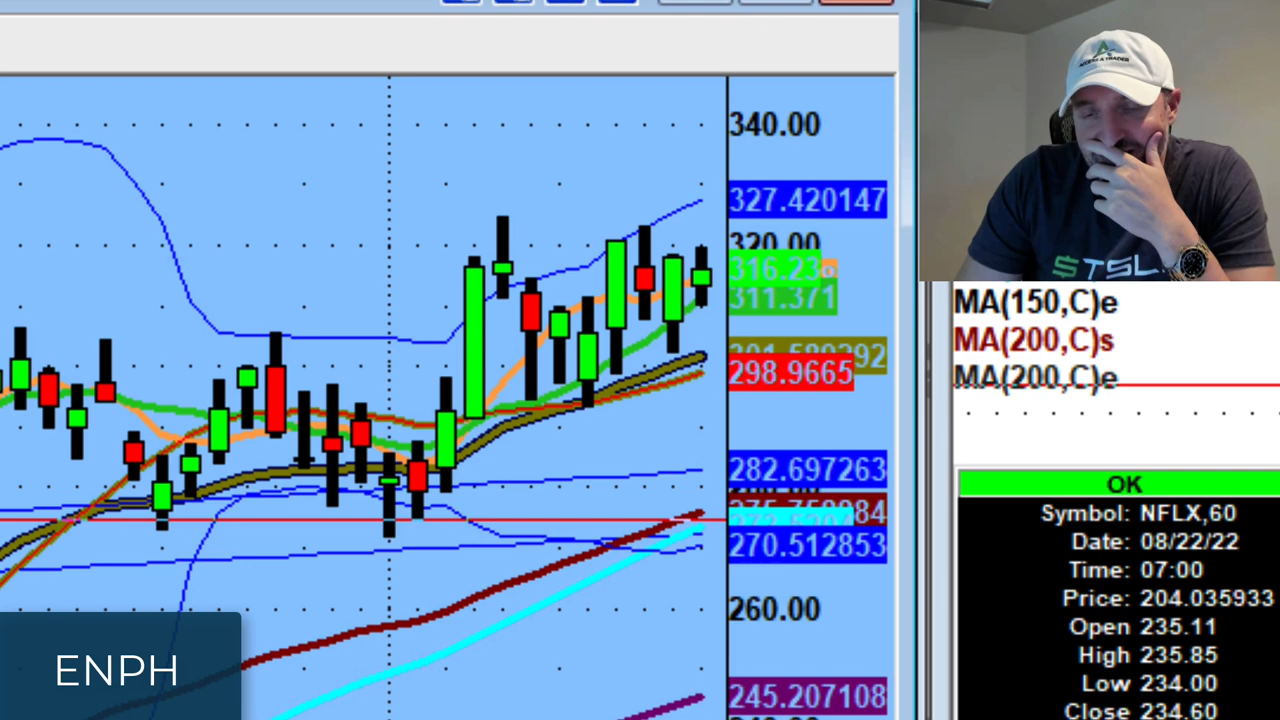 340.00
327.420147
320.00
316.23
311.371
298.9665
282.697263
270.512853
260.00
245.207108
ENPH
$TSL
MA(150,C)e
MA(200,C)s
MA(200,C)e
OK
Symbol: NFLX,60
Date: 08/22/22
Time: 07:00
Price: 204.035933
Open 235.11
High 235.85
Low 234.00
Close 234.60